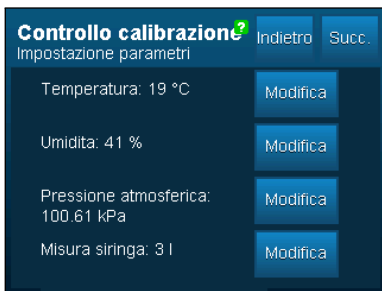 Controllo calibrazione?
Indietro
Succ.
Impostazione parametri
Temperatura: 19 °C
Modifica
Umidita: 41 %
Modifica
Pressione atmosferica:
100.61 kPa
Modifica
Misura siringa: 3 l
Modifica